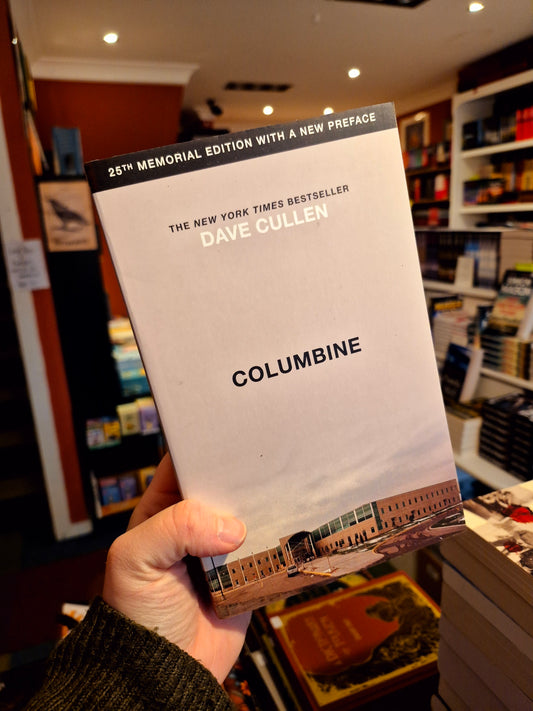 25TH MEMORIAL EDITION WITH A NEW PREFACE
THE NEW YORK TIMES BESTSELLER
DAVE CULLEN
COLUMBINE